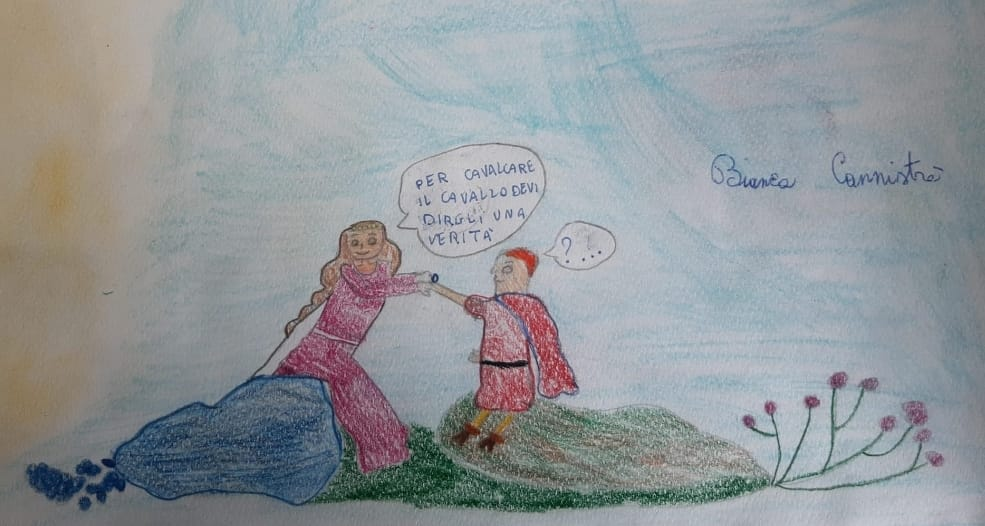 PER CAVALCARE
IL CAVALLO DEVI
DIRGLI UNA
VERITÀ
? ...
Bianca Cannistrà